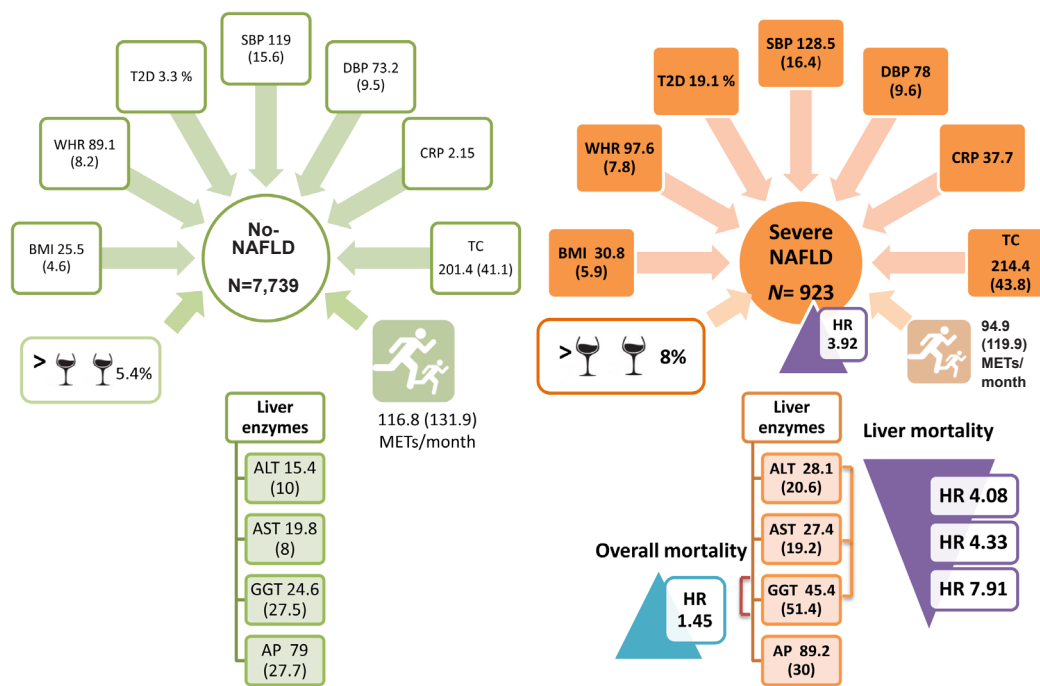 SBP 119
(15.6)
T2D 3.3 %
DBP 73.2
(9.5)
WHR 89.1
(8.2)
CRP 2.15
BMI 25.5
(4.6)
No-
NAFLD
N=7,739
TC
201.4 (41.1)
> 5.4%
116.8 (131.9)
METs/month
Liver
enzymes
ALT 15.4
(10)
AST 19.8
(8)
GGT 24.6
(27.5)
AP 79
(27.7)
SBP 128.5
(16.4)
T2D 19.1 %
DBP 78
(9.6)
WHR 97.6
(7.8)
CRP 37.7
BMI 30.8
(5.9)
Severe
NAFLD
N= 923
TC
214.4
(43.8)
HR
3.92
> 8%
94.9
(119.9)
METs/
month
Liver
enzymes
ALT 28.1
(20.6)
AST 27.4
(19.2)
GGT 45.4
(51.4)
AP 89.2
(30)
Liver mortality
HR 4.08
HR 4.33
HR 7.91
Overall mortality
HR
1.45